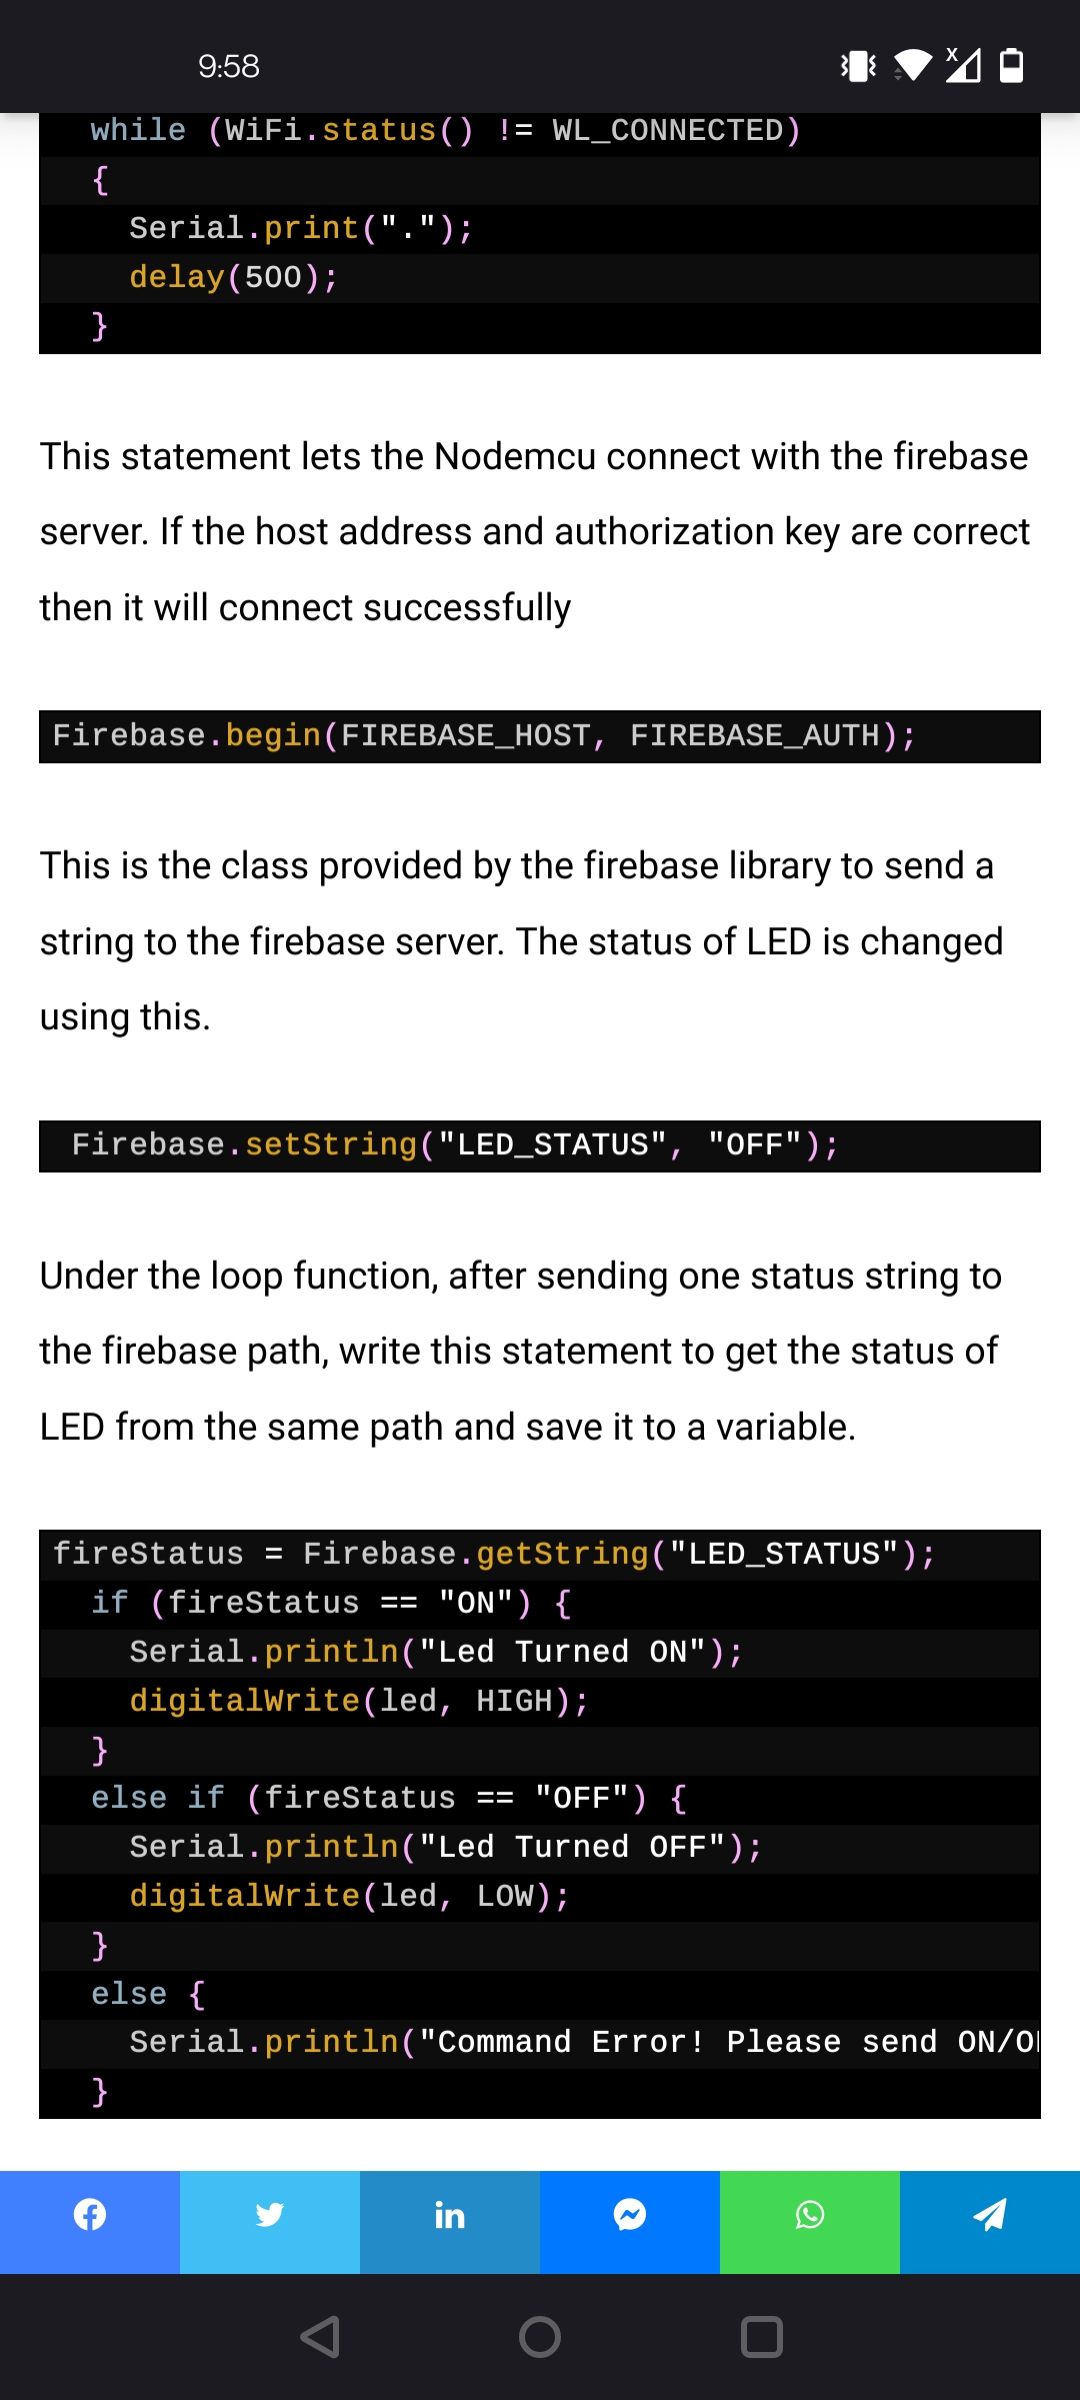 9:58
while (WiFi.status() != WL_CONNECTED)
{
Serial.print(".");
delay(500);
}
This statement lets the Nodemcu connect with the firebase
server. If the host address and authorization key are correct
then it will connect successfully
Firebase.begin(FIREBASE_HOST, FIREBASE_AUTH);
This is the class provided by the firebase library to send a
string to the firebase server. The status of LED is changed
using this.
Firebase.setString("LED_STATUS", "OFF");
Under the loop function, after sending one status string to
the firebase path, write this statement to get the status of
LED from the same path and save it to a variable.
fireStatus = Firebase.getString("LED_STATUS");
if (fireStatus == "ON") {
Serial.println("Led Turned ON");
digitalWrite(led, HIGH);
}
else if (fireStatus == "OFF") {
Serial.println("Led Turned OFF");
digitalWrite(led, LOW);
}
else {
Serial.println("Command Error! Please send ON/O
}